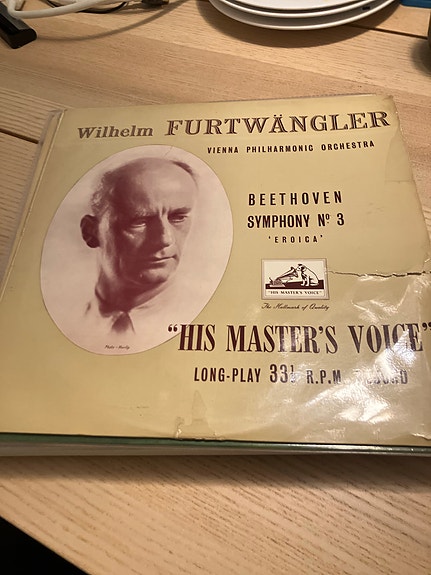 Wilhelm FURTWÄNGLER
VIENNA PHILHARMONIC ORCHESTRA
BEETHOVEN
SYMPHONY Nº 3
'EROICA'
"HIS MASTER'S VOICE"
The Hallmark of Quality
"HIS MASTER'S VOICE"
LONG-PLAY 33⅓ R.P.M. RECORD